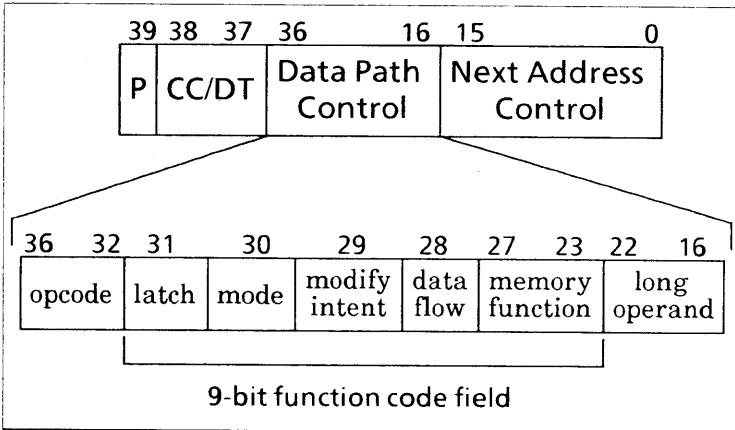 39 38 37 36 16 15 0
P CC/DT Data Path Control Next Address Control
36 32 31 30 29 28 27 23 22 16
opcode latch mode modify intent data flow memory function long operand
9-bit function code field